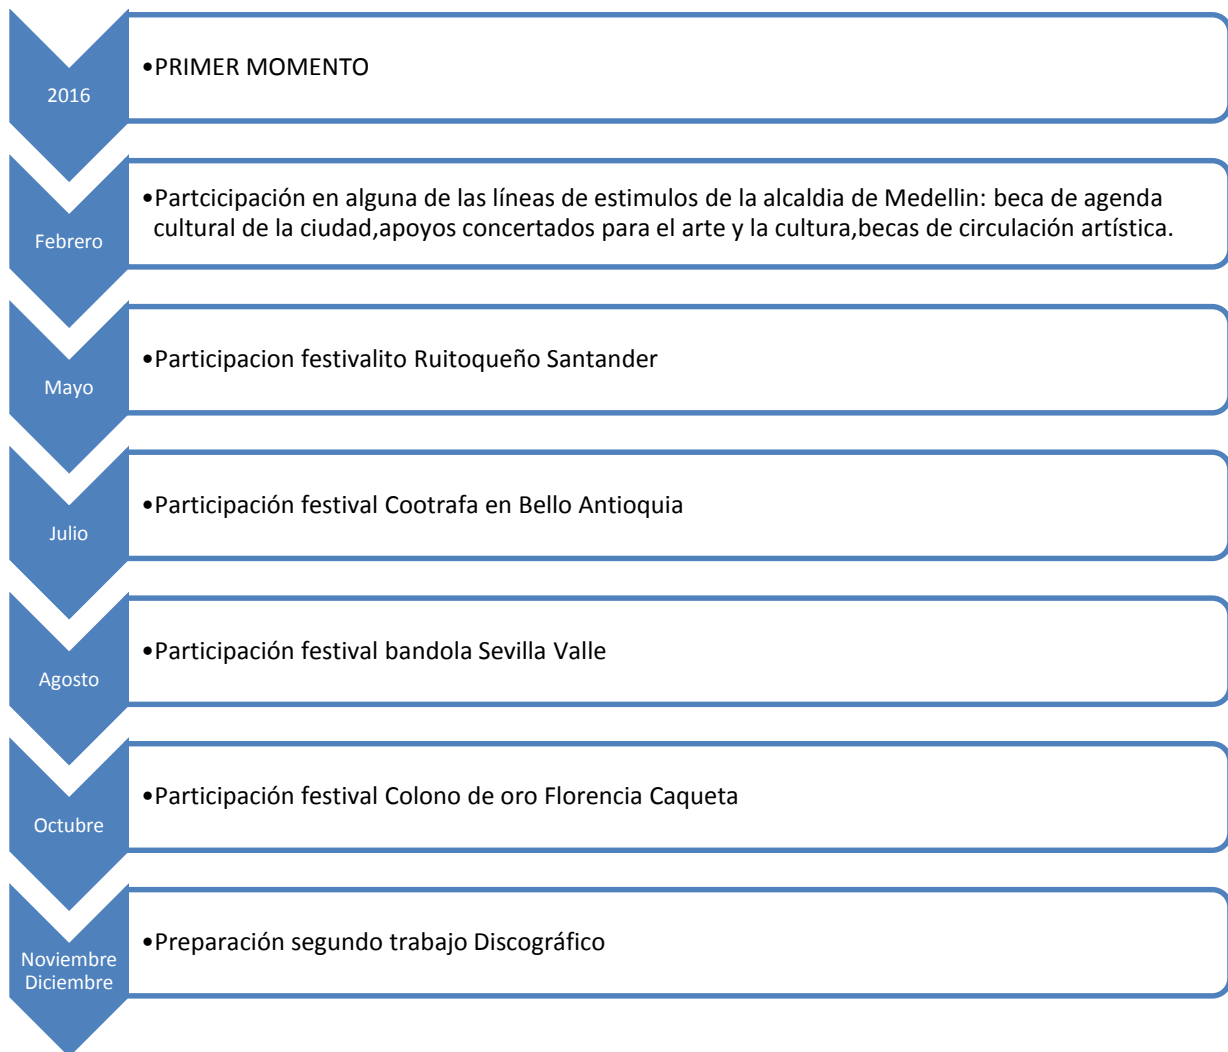 2016
•PRIMER MOMENTO
Febrero
•Partcicipación en alguna de las líneas de estimulos de la alcaldia de Medellin: beca de agenda
cultural de la ciudad,apoyos concertados para el arte y la cultura,becas de circulación artística.
Mayo
•Participacion festivalito Ruitoqueño Santander
Julio
•Participación festival Cootrafa en Bello Antioquia
Agosto
•Participación festival bandola Sevilla Valle
Octubre
•Participación festival Colono de oro Florencia Caqueta
Noviembre
Diciembre
•Preparación segundo trabajo Discográfico